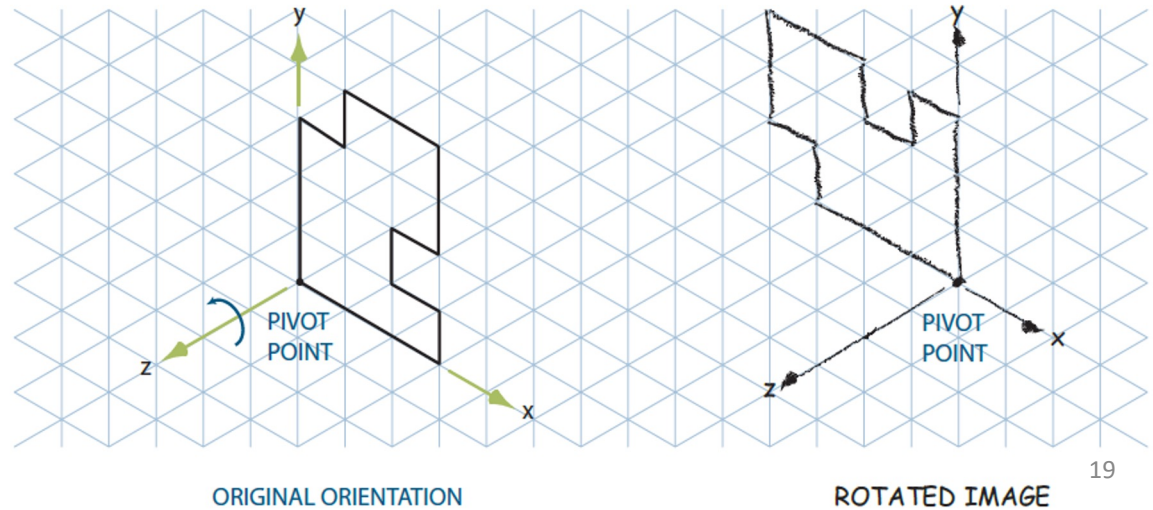 y
z
PIVOT
POINT
x
ORIGINAL ORIENTATION
Y
z
PIVOT
POINT
x
19
ROTATED IMAGE